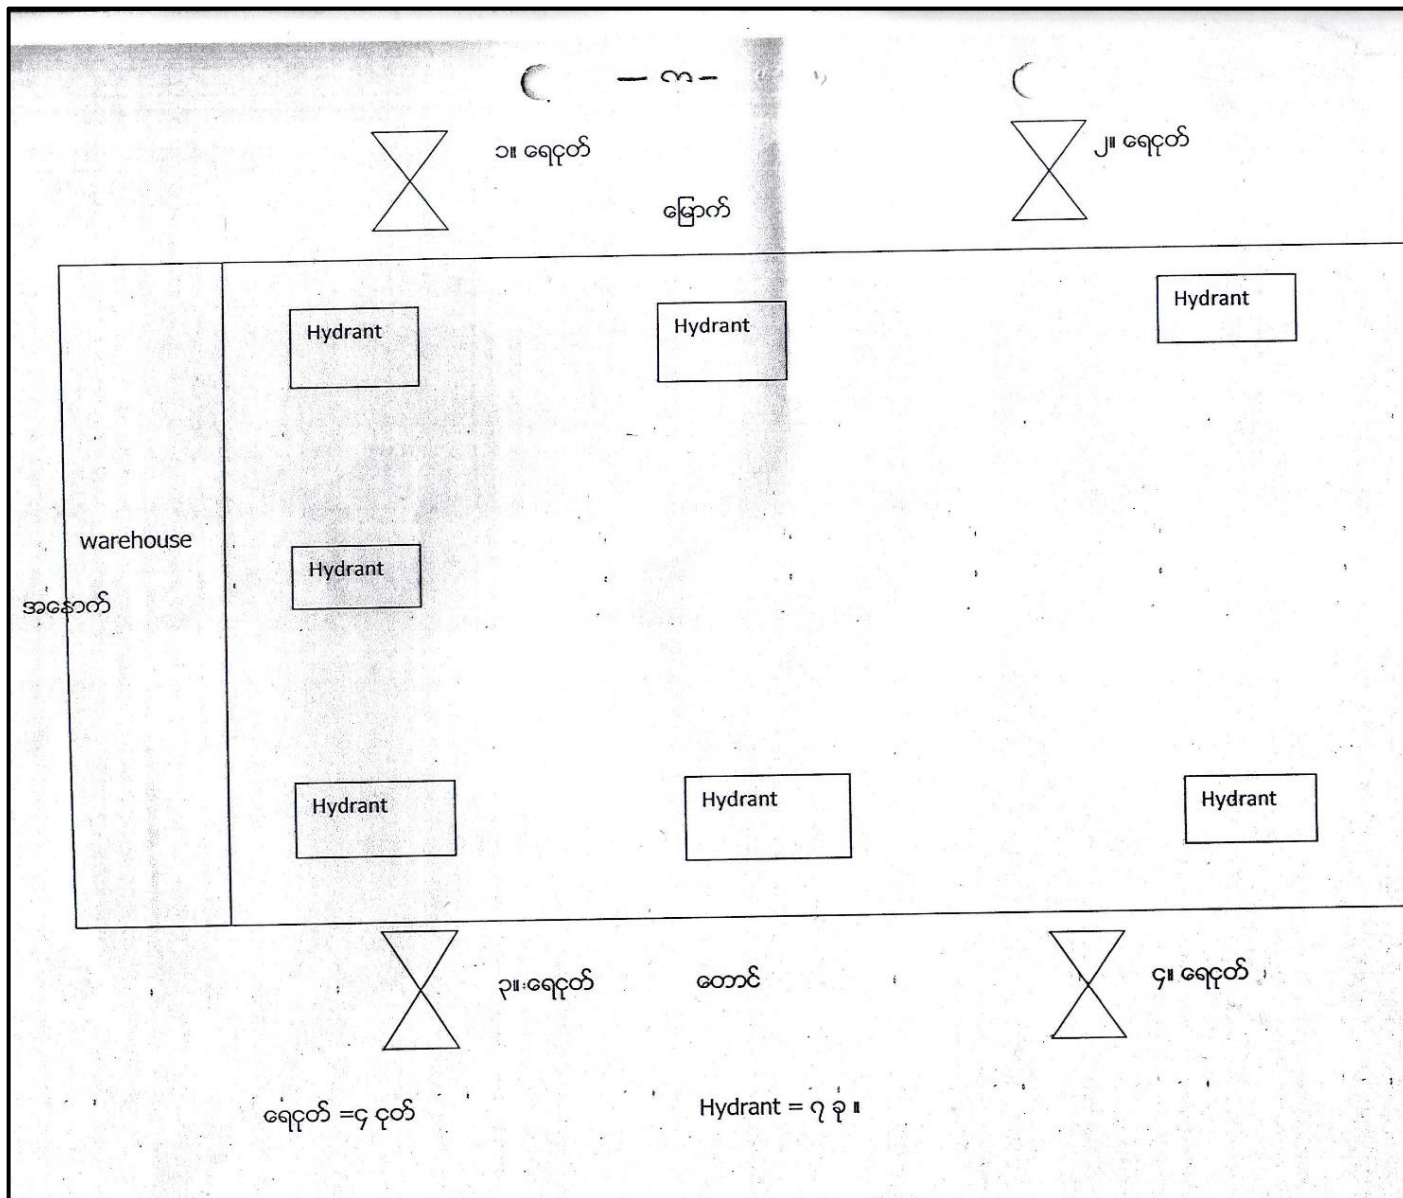 – က –
၁။ ရေငုတ်
၂။ ရေငုတ်
မြောက်
Hydrant
Hydrant
Hydrant
warehouse
Hydrant
အနောက်
Hydrant
Hydrant
Hydrant
၃။ ရေငုတ်
တောင်
၄။ ရေငုတ်
ရေငုတ် =၄ ငုတ်
Hydrant = ၇ ခု ။